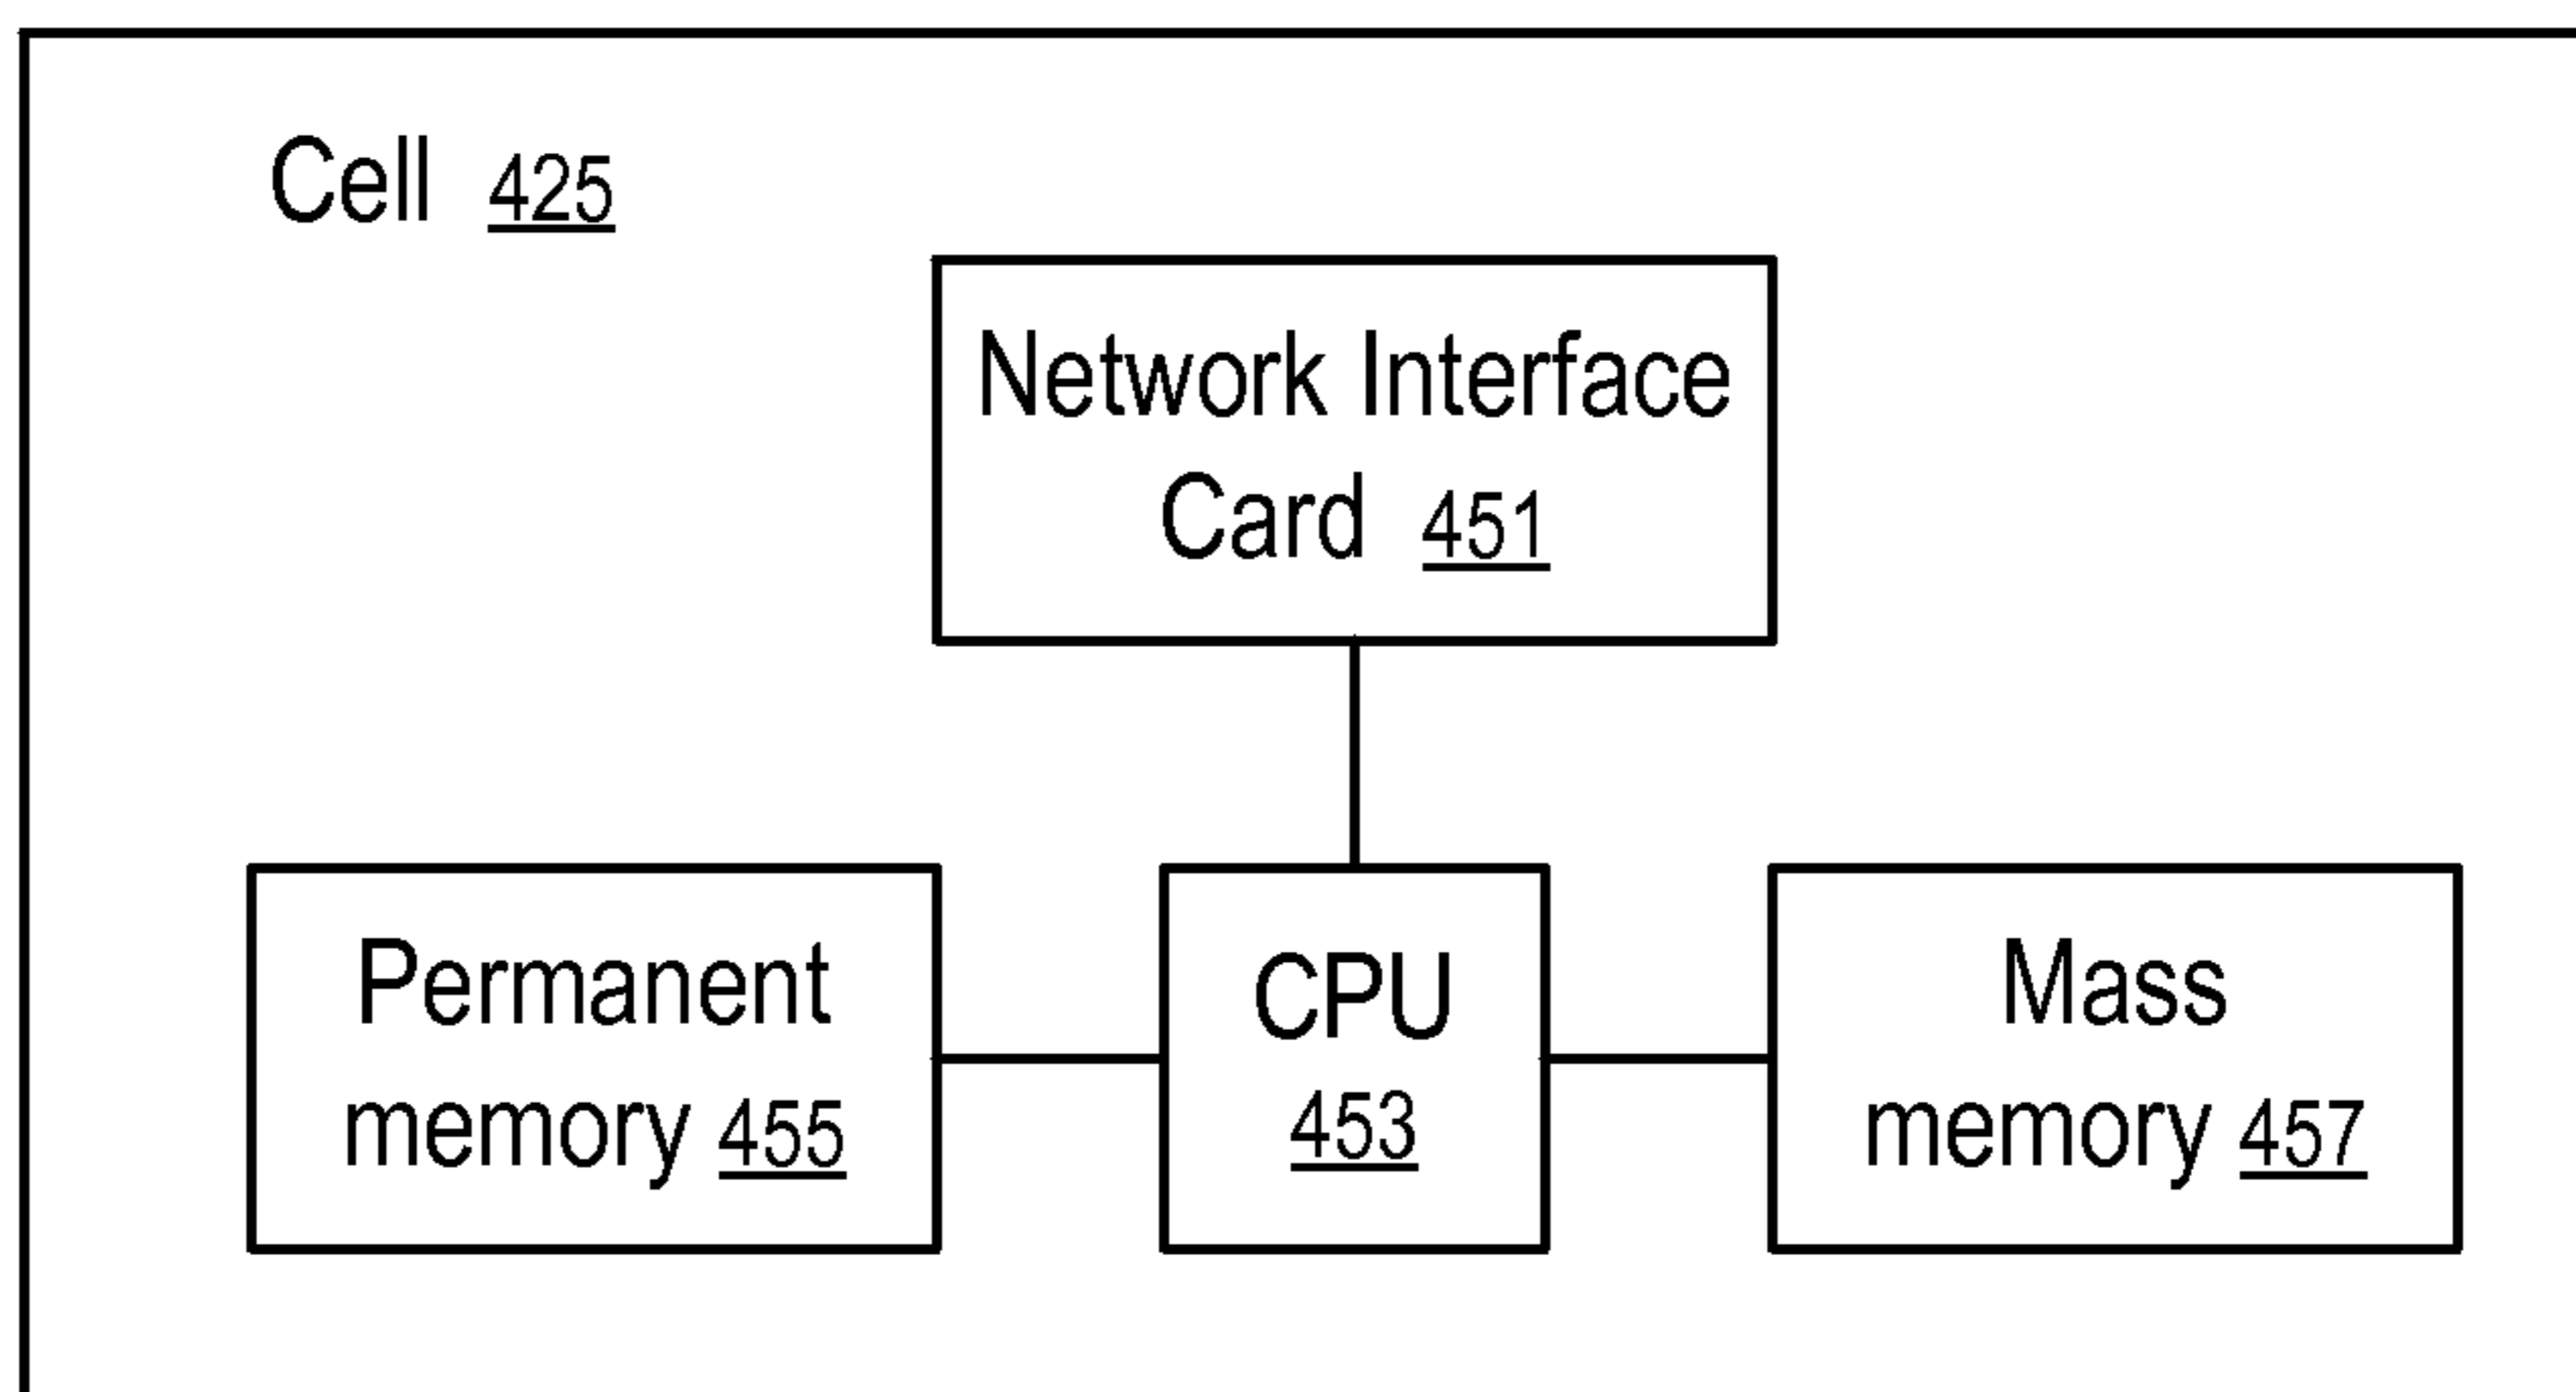 Cell 425
Network Interface
Card 451
Permanent
memory 455
CPU
453
Mass
memory 457